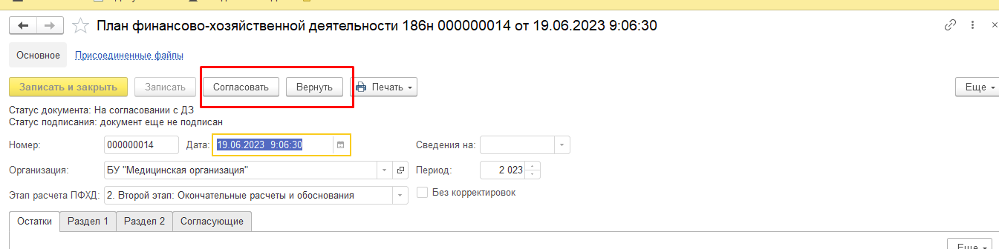 План финансово-хозяйственной деятельности 186н 000000014 от 19.06.2023 9:06:30
Основное Присоединенные файлы
Записать и закрыть Записать Согласовать Вернуть Печать Еще
Статус документа: На согласовании с ДЗ
Статус подписания: документ еще не подписан
Номер: 000000014 Дата: 19.06.2023 9:06:30 Сведения на:
Организация: БУ "Медицинская организация" Период: 2 023
Этап расчета ПФХД: 2. Второй этап: Окончательные расчеты и обоснования Без корректировок
Остатки Раздел 1 Раздел 2 Согласующие
Еще